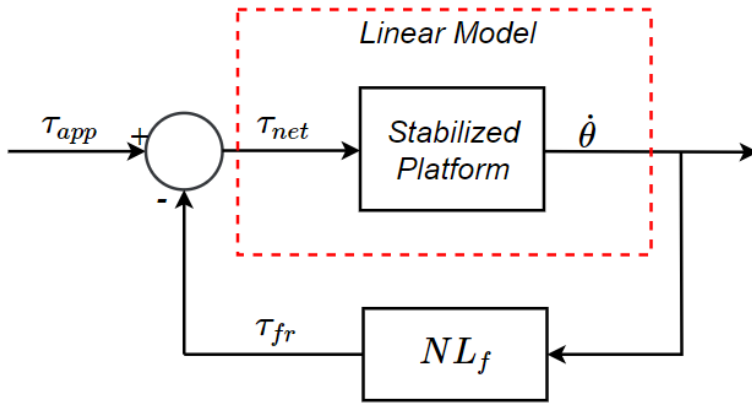 Linear Model
τ_app + τ_net Stabilized θ̇
Platform
-
τ_fr NL_f